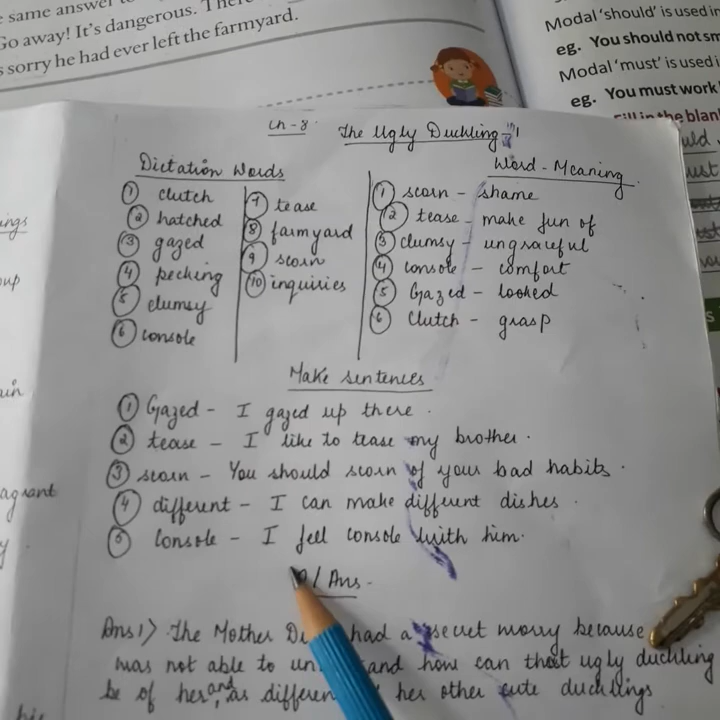 same answer to
Go away! It's dangerous. There
sorry he had ever left the farmyard.
Modal 'should' is used in
eg. You should not sm
Modal 'must' is used i
eg. You must work
Fill in the blan
Ch-8 The Ugly Duckling
Dictation Words
① clutch
② hatched
③ gazed
④ pecking
⑤ clumsy
⑥ console
⑦ tease
⑧ farmyard
⑨ scorn
⑩ inquiries
Word-Meaning
① scorn - shame
② tease - make fun of
③ clumsy - ungraceful
④ console - comfort
⑤ Gazed - looked
⑥ Clutch - grasp
Make sentences
① Gazed - I gazed up there.
② tease - I like to tease my brother.
③ scorn - You should scorn of your bad habits.
④ different - I can make different dishes.
⑤ Console - I feel console with him.
/Ans-
Ans1) The Mother had a secret worry because
was not able to and how can that ugly duckling
be of her, and as her other cute ducklings